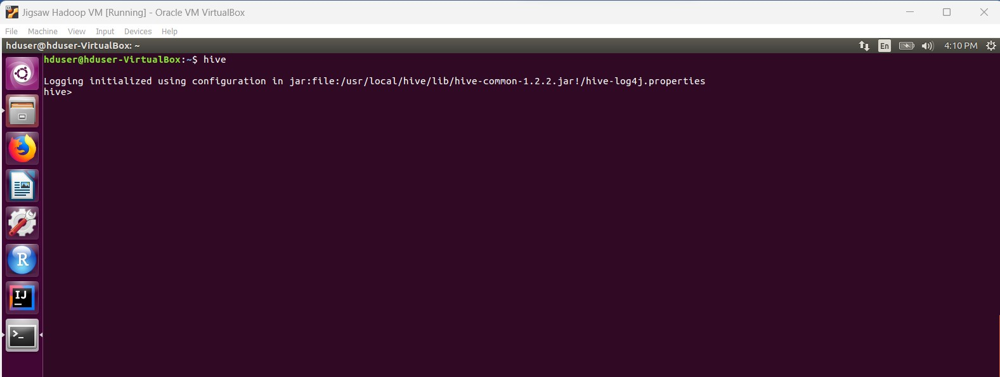 Jigsaw Hadoop VM [Running] - Oracle VM VirtualBox
File Machine View Input Devices Help
hduser@hduser-VirtualBox: ~ En 4:10 PM
hduser@hduser-VirtualBox:~$ hive
Logging initialized using configuration in jar:file:/usr/local/hive/lib/hive-common-1.2.2.jar!/hive-log4j.properties
hive>
R
IJ
>_